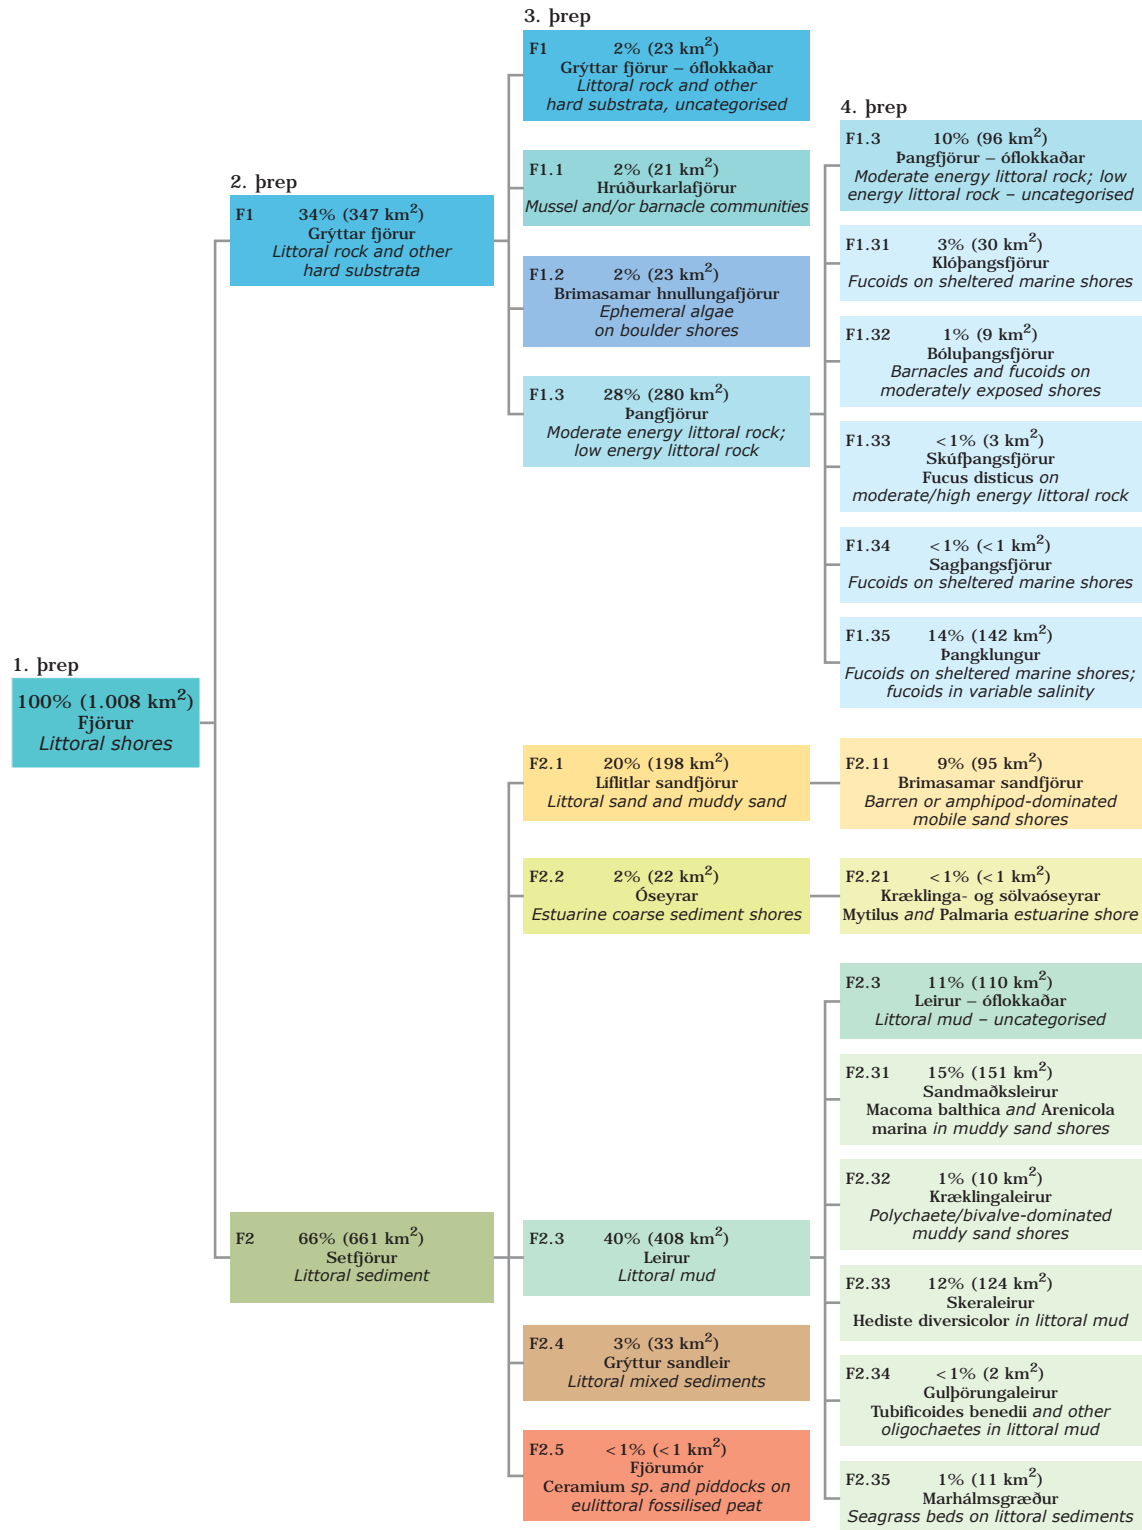 1. þrep
100% (1.008 km²)
Fjörur
Littoral shores
2. þrep
F1 34% (347 km²)
Grýttar fjörur
Littoral rock and other
hard substrata
F2 66% (661 km²)
Setfjörur
Littoral sediment
3. þrep
F1 2% (23 km²)
Grýttar fjörur – óflokkaðar
Littoral rock and other
hard substrata, uncategorised
F1.1 2% (21 km²)
Hrúðurkarlafjörur
Mussel and/or barnacle communities
F1.2 2% (23 km²)
Brimasamar hnullungafjörur
Ephemeral algae
on boulder shores
F1.3 28% (280 km²)
Þangfjörur
Moderate energy littoral rock;
low energy littoral rock
F2.1 20% (198 km²)
Líflitlar sandfjörur
Littoral sand and muddy sand
F2.2 2% (22 km²)
Óseyrar
Estuarine coarse sediment shores
F2.3 40% (408 km²)
Leirur
Littoral mud
F2.4 3% (33 km²)
Grýttur sandleir
Littoral mixed sediments
F2.5 <1% (<1 km²)
Fjörumór
Ceramium sp. and piddocks on
eulittoral fossilised peat
4. þrep
F1.3 10% (96 km²)
Þangfjörur – óflokkaðar
Moderate energy littoral rock; low
energy littoral rock – uncategorised
F1.31 3% (30 km²)
Klóþangsfjörur
Fucoids on sheltered marine shores
F1.32 1% (9 km²)
Bóluþangsfjörur
Barnacles and fucoids on
moderately exposed shores
F1.33 <1% (3 km²)
Skúfþangsfjörur
Fucus disticus on
moderate/high energy littoral rock
F1.34 <1% (<1 km²)
Sagþangsfjörur
Fucoids on sheltered marine shores
F1.35 14% (142 km²)
Þangklungur
Fucoids on sheltered marine shores;
fucoids in variable salinity
F2.11 9% (95 km²)
Brimasamar sandfjörur
Barren or amphipod-dominated
mobile sand shores
F2.21 <1% (<1 km²)
Kræklinga- og sölvaóseyrar
Mytilus and Palmaria estuarine shore
F2.3 11% (110 km²)
Leirur – óflokkaðar
Littoral mud – uncategorised
F2.31 15% (151 km²)
Sandmaðksleirur
Macoma balthica and Arenicola
marina in muddy sand shores
F2.32 1% (10 km²)
Kræklingaleirur
Polychaete/bivalve-dominated
muddy sand shores
F2.33 12% (124 km²)
Skeraleirur
Hediste diversicolor in littoral mud
F2.34 <1% (2 km²)
Gulþörungaleirur
Tubificoides benedii and other
oligochaetes in littoral mud
F2.35 1% (11 km²)
Marhálmsgræður
Seagrass beds on littoral sediments